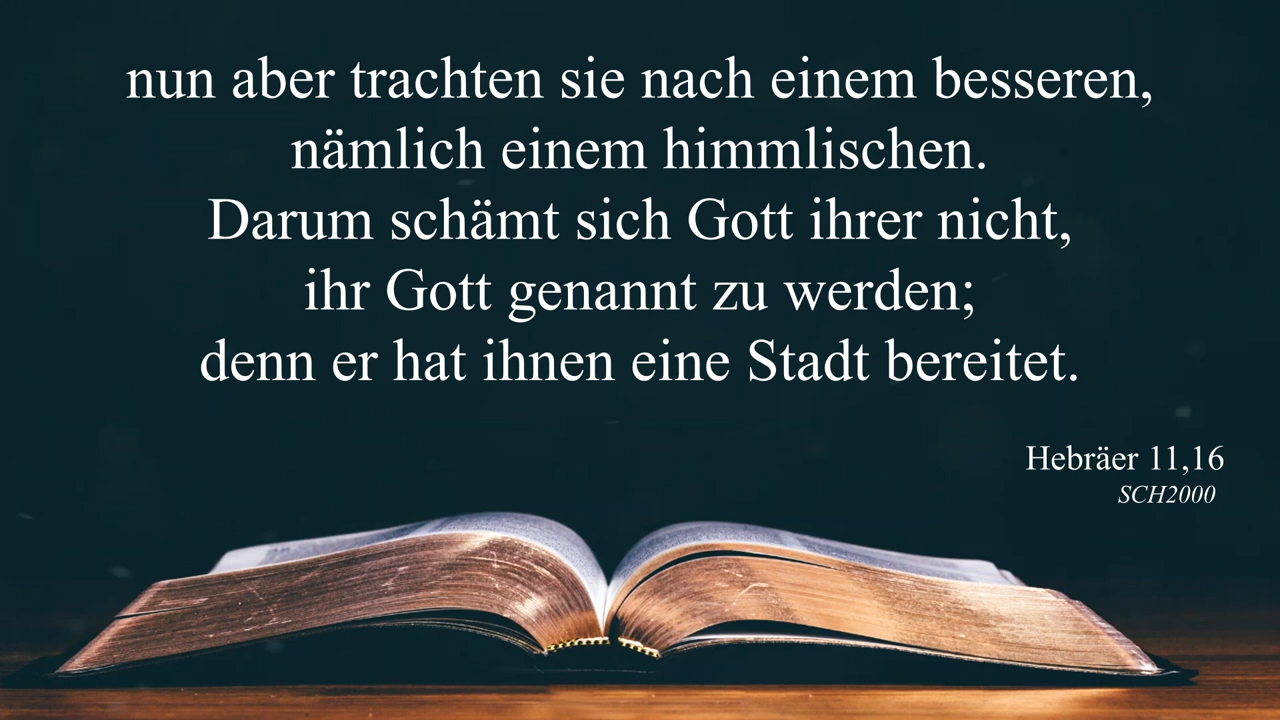 nun aber trachten sie nach einem besseren,
nämlich einem himmlischen.
Darum schämt sich Gott ihrer nicht,
ihr Gott genannt zu werden;
denn er hat ihnen eine Stadt bereitet.
Hebräer 11,16
SCH2000